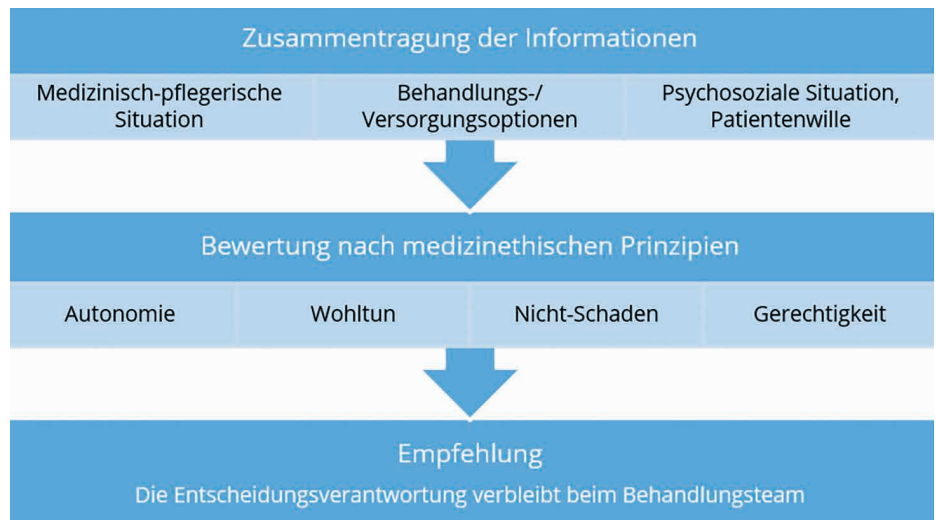 Zusammentragung der Informationen
Medizinisch-pflegerische
Situation
Behandlungs-/
Versorgungsoptionen
Psychosoziale Situation,
Patientenwille
Bewertung nach medizinethischen Prinzipien
Autonomie
Wohltun
Nicht-Schaden
Gerechtigkeit
Empfehlung
Die Entscheidungsverantwortung verbleibt beim Behandlungsteam